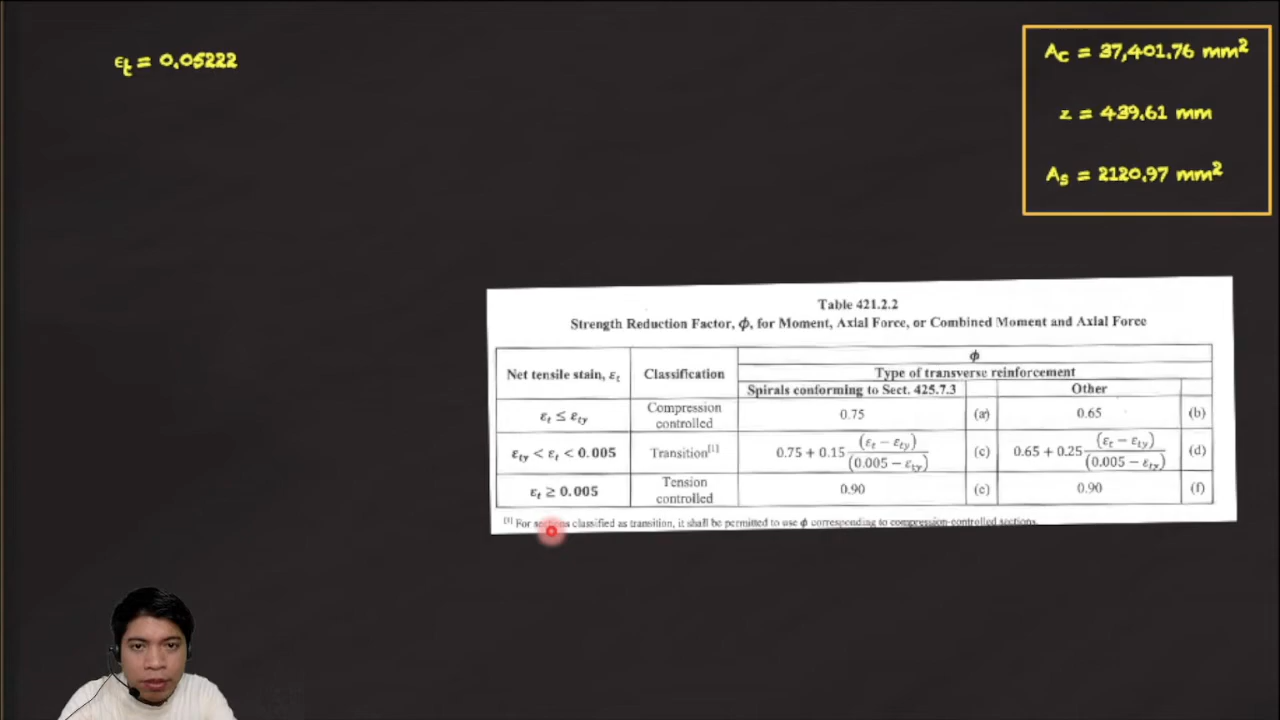 εt = 0.05222
Ac = 37,401.76 mm²
z = 439.61 mm
As = 2120.97 mm²
Table 421.2.2
Strength Reduction Factor, ϕ, for Moment, Axial Force, or Combined Moment and Axial Force
Net tensile stain, εt
Classification
ϕ
Type of transverse reinforcement
Spirals conforming to Sect. 425.7.3
Other
εt ≤ εty
Compression
controlled
0.75
(a)
0.65
(b)
εty < εt < 0.005
Transition[1]
0.75 + 0.15 (εt − εty)/(0.005 − εty)
(c)
0.65 + 0.25 (εt − εty)/(0.005 − εty)
(d)
εt ≥ 0.005
Tension
controlled
0.90
(e)
0.90
(f)
[1] For sections classified as transition, it shall be permitted to use ϕ corresponding to compression-controlled sections.